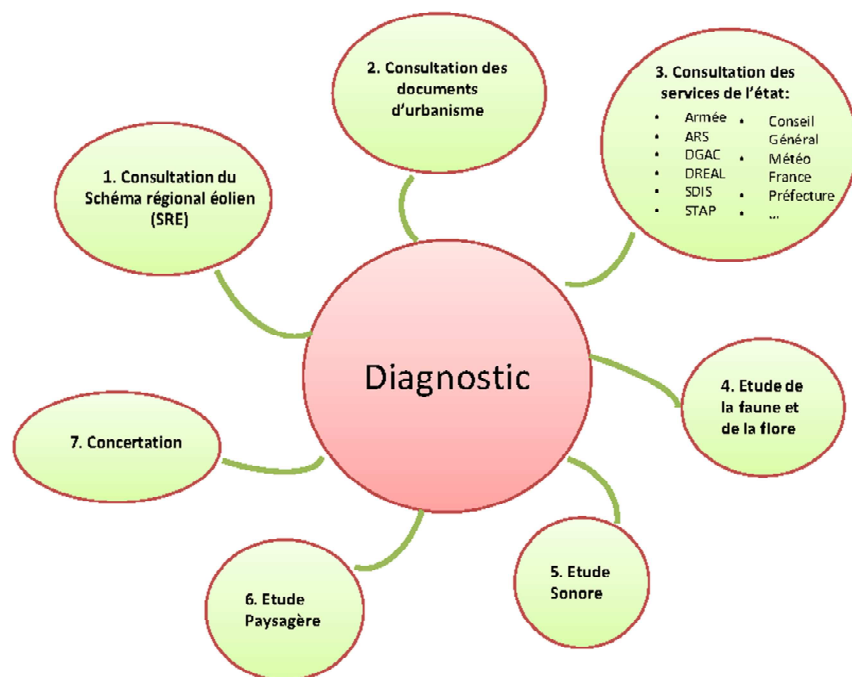 1. Consultation du
Schéma régional éolien
(SRE)
2. Consultation des
documents
d'urbanisme
3. Consultation des
services de l'état:
• Armée
• ARS
• DGAC
• DREAL
• SDIS
• STAP
• Conseil
Général
• Météo
France
• Préfecture
• ...
Diagnostic
4. Etude de
la faune et
de la flore
5. Etude
Sonore
6. Etude
Paysagère
7. Concertation